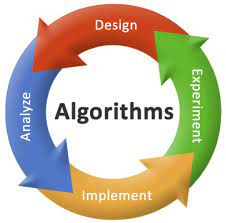 Design
Analyze
Algorithms
Experiment
Implement